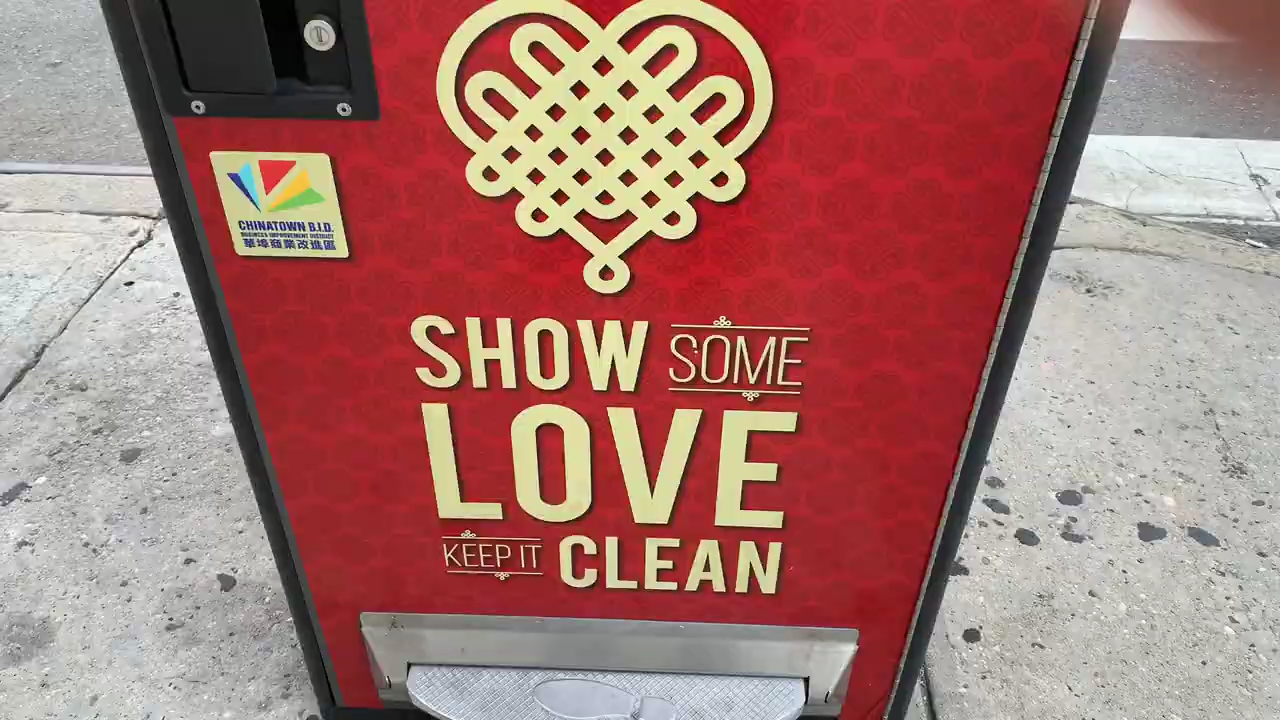 CHINATOWN B.I.D.
BUSINESS IMPROVEMENT DISTRICT
華埠商業改進區
SHOW SOME
LOVE
KEEP IT CLEAN